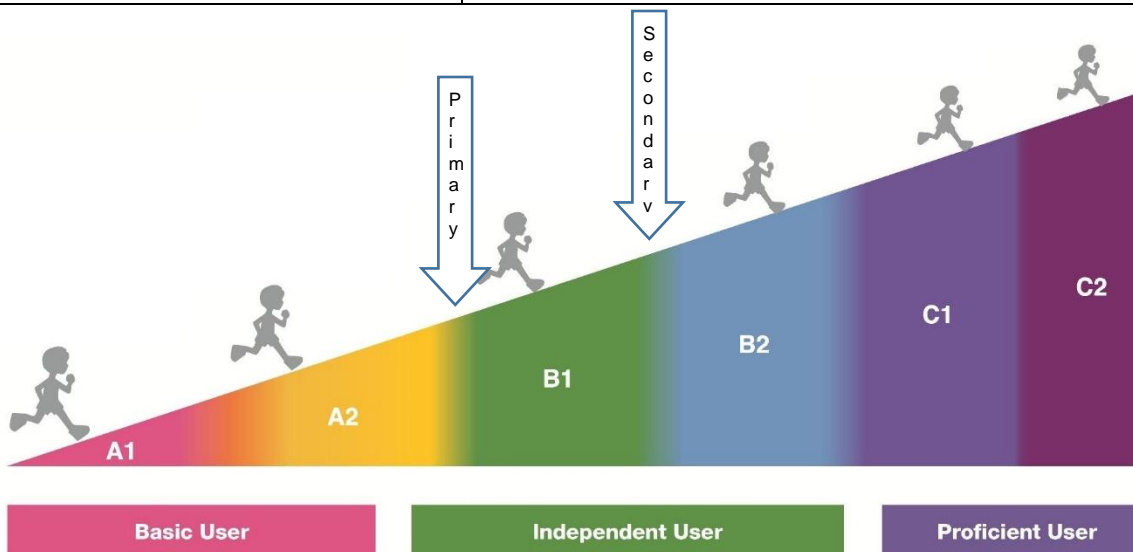 Primary
Secondary
A1
A2
B1
B2
C1
C2
Basic User
Independent User
Proficient User